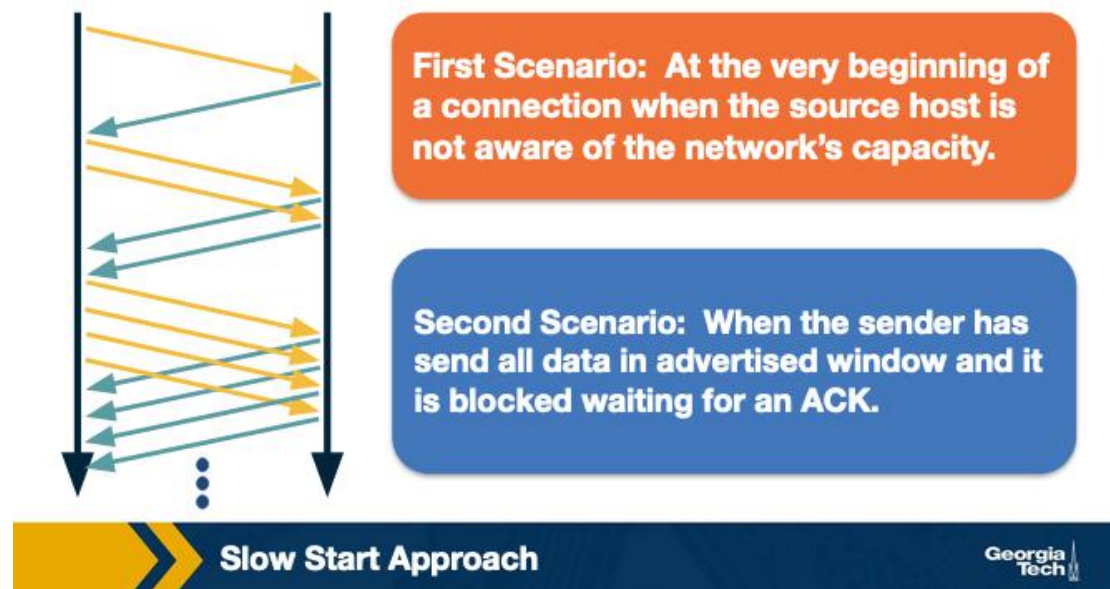 First Scenario: At the very beginning of
a connection when the source host is
not aware of the network's capacity.
Second Scenario: When the sender has
send all data in advertised window and it
is blocked waiting for an ACK.
Slow Start Approach
Georgia
Tech